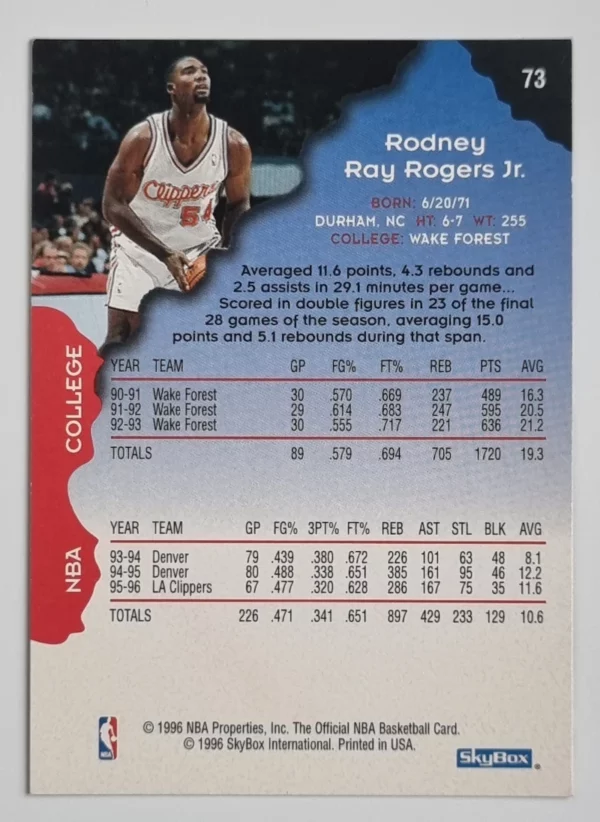 73
Clippers
54
Rodney
Ray Rogers Jr.
BORN: 6/20/71
DURHAM, NC HT: 6-7 WT: 255
COLLEGE: WAKE FOREST
Averaged 11.6 points, 4.3 rebounds and
2.5 assists in 29.1 minutes per game...
Scored in double figures in 23 of the final
28 games of the season, averaging 15.0
points and 5.1 rebounds during that span.
COLLEGE
YEAR TEAM GP FG% FT% REB PTS AVG
90-91 Wake Forest 30 .570 .669 237 489 16.3
91-92 Wake Forest 29 .614 .683 247 595 20.5
92-93 Wake Forest 30 .555 .717 221 636 21.2
TOTALS 89 .579 .694 705 1720 19.3
NBA
YEAR TEAM GP FG% 3PT% FT% REB AST STL BLK AVG
93-94 Denver 79 .439 .380 .672 226 101 63 48 8.1
94-95 Denver 80 .488 .338 .651 385 161 95 46 12.2
95-96 LA Clippers 67 .477 .320 .628 286 167 75 35 11.6
TOTALS 226 .471 .341 .651 897 429 233 129 10.6
NBA
© 1996 NBA Properties, Inc. The Official NBA Basketball Card.
© 1996 SkyBox International. Printed in USA.
SkyBox